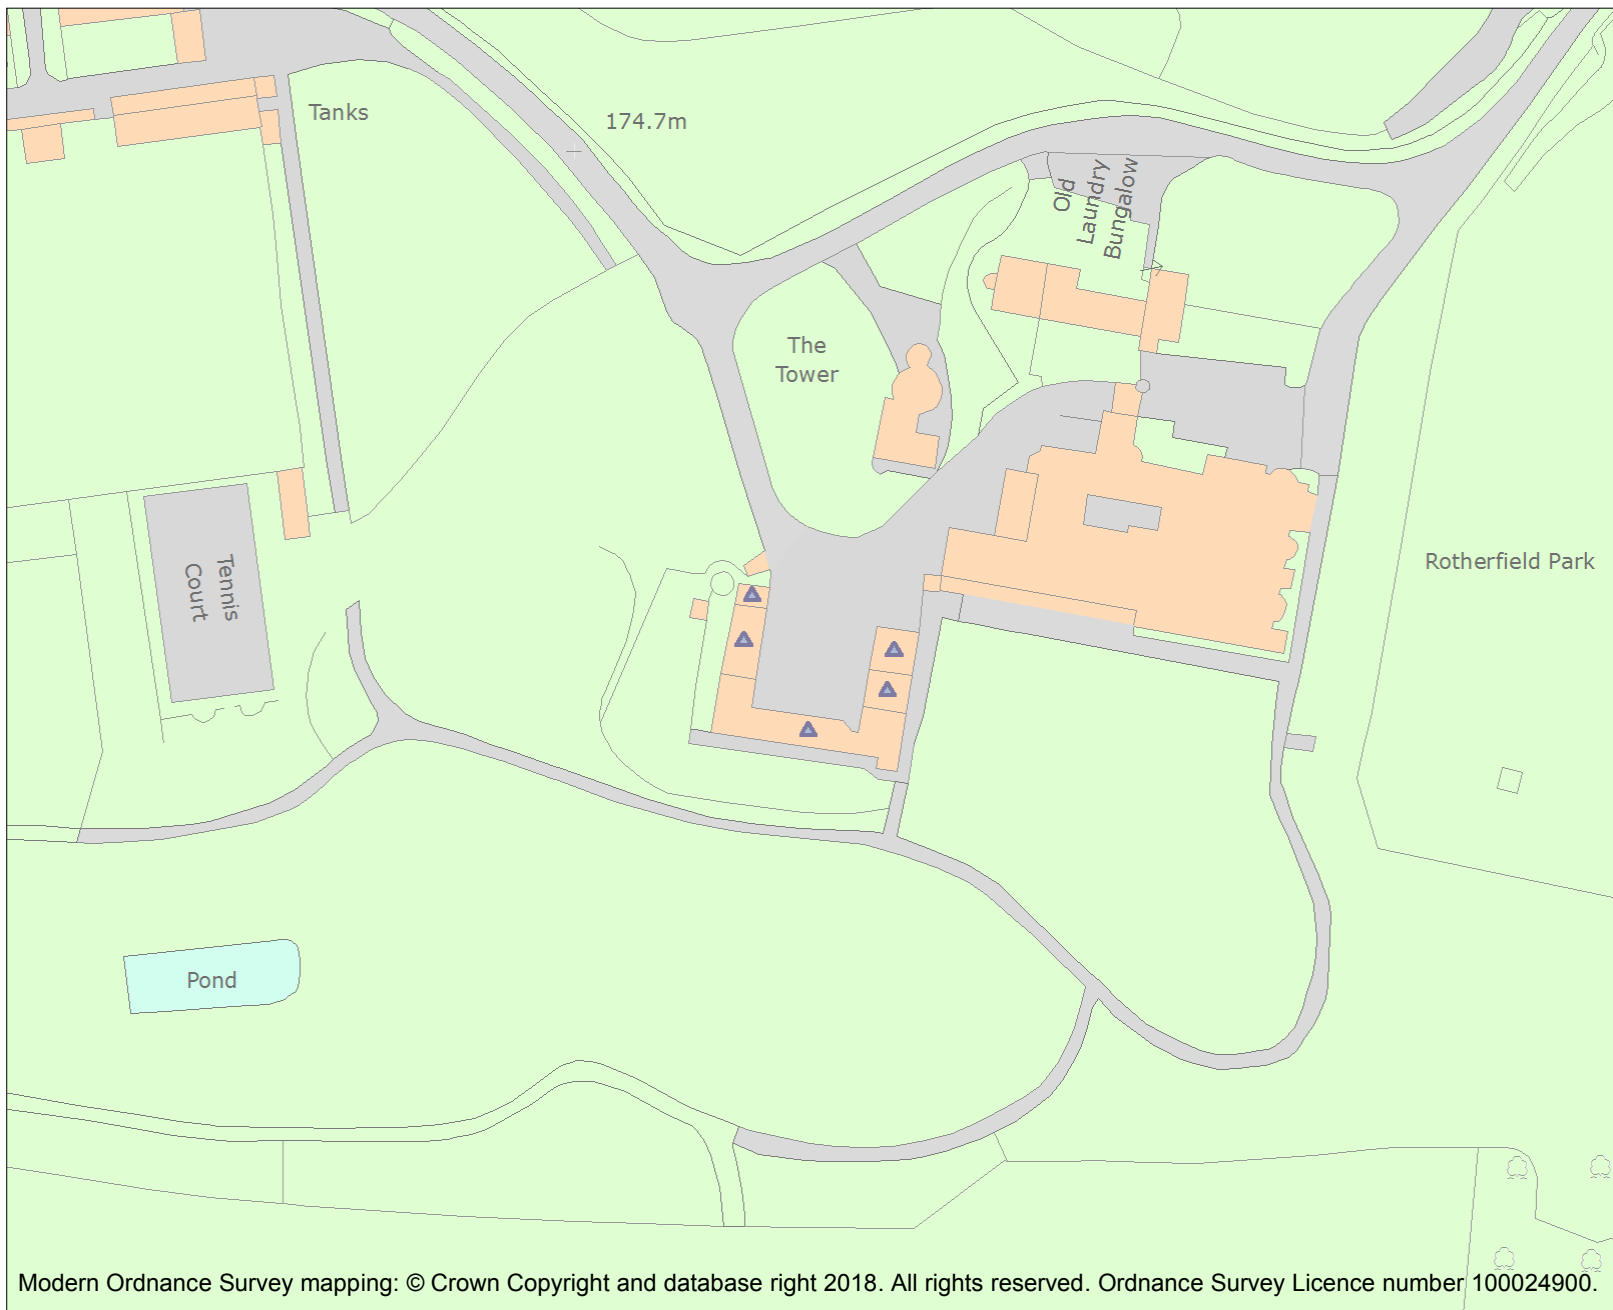 Tanks
174.7m
Old
Laundry
Bungalow
The
Tower
Tennis
Court
Rotherfield Park
Pond
Modern Ordnance Survey mapping: © Crown Copyright and database right 2018. All rights reserved. Ordnance Survey Licence number 100024900.